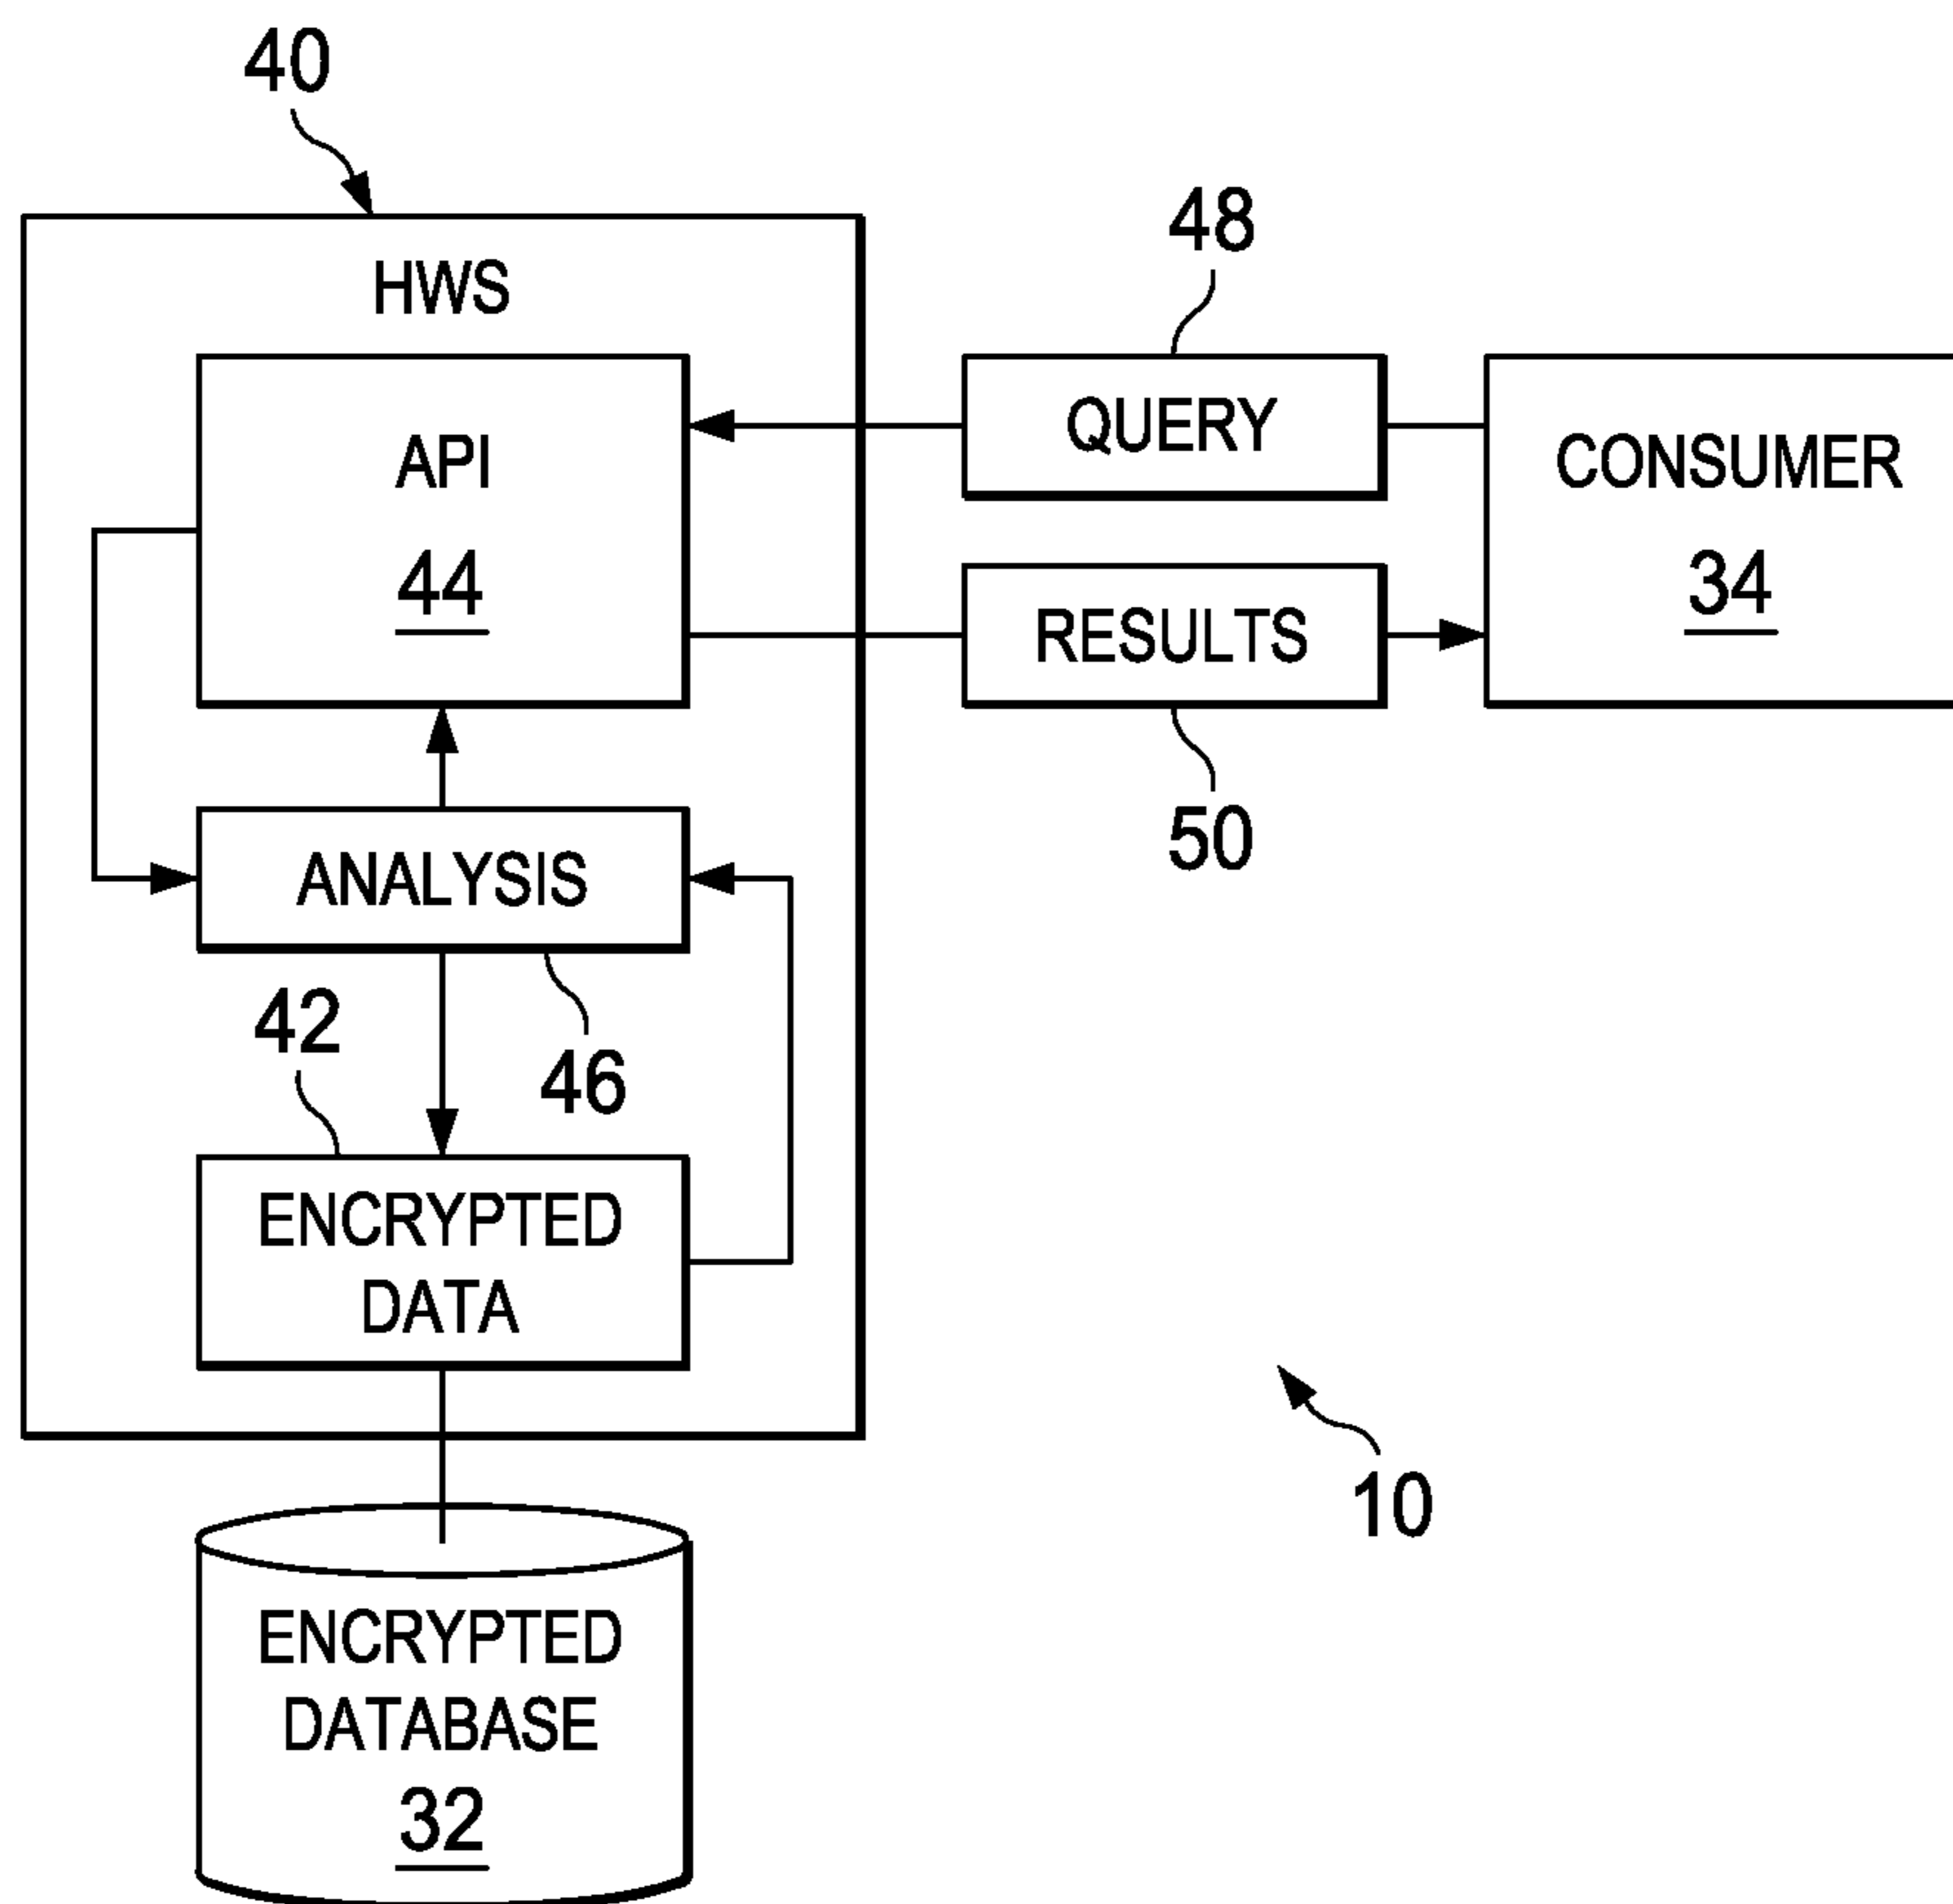 40
HWS
48
API
44
QUERY
CONSUMER
34
RESULTS
50
ANALYSIS
42
46
ENCRYPTED
DATA
10
ENCRYPTED
DATABASE
32